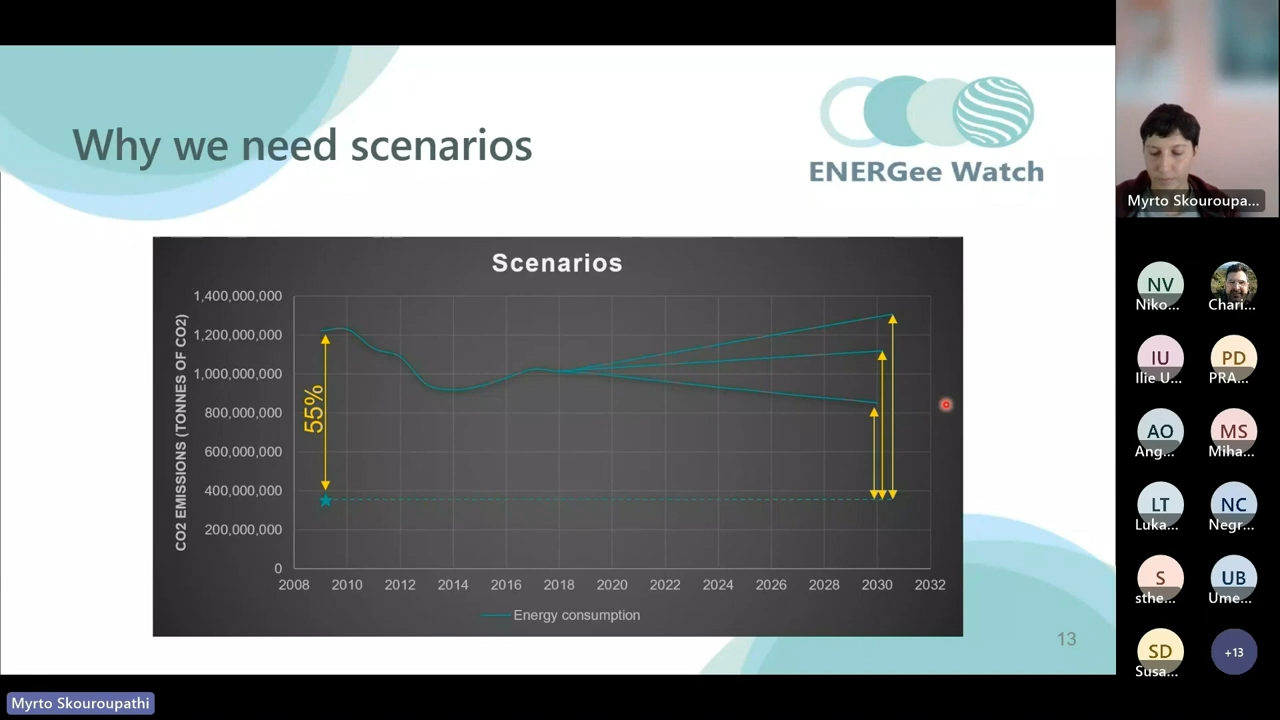 Why we need scenarios
ENERGee Watch
Scenarios
CO2 EMISSIONS (TONNES OF CO2)
1,400,000,000
1,200,000,000
1,000,000,000
800,000,000
600,000,000
400,000,000
200,000,000
0
55%
2008 2010 2012 2014 2016 2018 2020 2022 2024 2026 2028 2030 2032
Energy consumption
13
Myrto Skouroupa...
NV
Niko...
Chari...
IU
Ilie U...
PD
PRA...
AO
Ang...
MS
Miha...
LT
Luka...
NC
Negr...
S
sthe...
UB
Ume...
SD
Susa...
+13
Myrto Skouroupathi